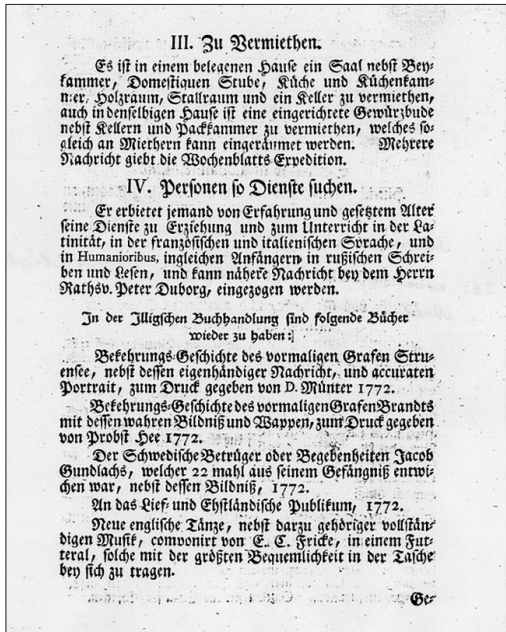 III. Zu Vermiethen.
Es ist in einem belegenen Hause ein Saal nebst Bey-
kammer, Domestiquen Stube, Küche und Küchenkam-
mer, Holzraum, Stallraum und ein Keller zu vermiethen,
auch in denselbigen Hause ist eine eingerichtete Gewürzbude
nebst Kellern und Packkammer zu vermiethen, welches so-
gleich an Miethern kann eingeräumet werden. Mehrere
Nachricht giebt die Wochenblatts Expedition.
IV. Personen so Dienste suchen.
Er erbietet jemand von Erfahrung und gesetztem Alter
seine Dienste zu Erziehung und zum Unterricht in der La-
tinität, in der französischen und italienischen Sprache, und
in Humanioribus, ingleichen Anfängern in rußischen Schrei-
ben und Lesen, und kann nähere Nachricht bey dem Herrn
Rathsv. Peter Duborg, eingezogen werden.
In der Illigschen Buchhandlung sind folgende Bücher
wieder zu haben:
Bekehrungs-Geschichte des vormaligen Grafen Stru-
ensee, nebst dessen eigenhändiger Nachricht, und accuraten
Portrait, zum Druck gegeben von D. Münter 1772.
Bekehrungs-Geschichte des vormaligen Grafen Brandts
mit dessen wahren Bildniß und Wappen, zum Druck gegeben
von Probst Hee 1772.
Der Schwedische Betrüger oder Begebenheiten Jacob
Gundlachs, welcher 22 mahl aus seinem Gefängniß entwi-
chen war, nebst dessen Bildniß, 1772.
An das Lief- und Ehstländische Publikum, 1772.
Neue englische Tänze, nebst darzu gehöriger vollstän-
digen Musik, componirt von E. C. Fricke, in einem Fut-
teral, solche mit der größten Bequemlichkeit in der Tasche
bey sich zu tragen.
Ge-